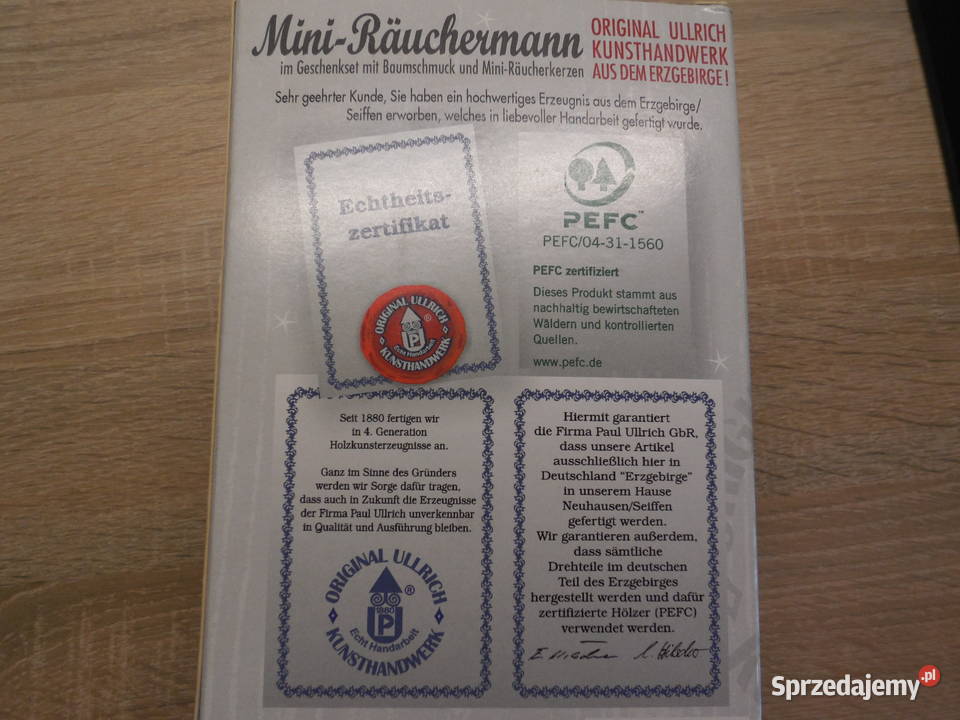 Mini-Räuchermann
im Geschenkset mit Baumschmuck und Mini-Räucherkerzen
ORIGINAL ULLRICH
KUNSTHANDWERK
AUS DEM ERZGEBIRGE!
Sehr geehrter Kunde, Sie haben ein hochwertiges Erzeugnis aus dem Erzgebirge/
Seiffen erworben, welches in liebevoller Handarbeit gefertigt wurde.
Echtheits-
zertifikat
ORIGINAL ULLRICH
®
UP
Echt Handarbeit
KUNSTHANDWERK
PEFC™
PEFC/04-31-1560
PEFC zertifiziert
Dieses Produkt stammt aus
nachhaltig bewirtschafteten
Wäldern und kontrollierten
Quellen.
www.pefc.de
Seit 1880 fertigen wir
in 4. Generation
Holzkunsterzeugnisse an.
Ganz im Sinne des Gründers
werden wir Sorge dafür tragen,
dass auch in Zukunft die Erzeugnisse
der Firma Paul Ullrich unverkennbar
in Qualität und Ausführung bleiben.
ORIGINAL ULLRICH
®
1880
UP
Echt Handarbeit
KUNSTHANDWERK
Hiermit garantiert
die Firma Paul Ullrich GbR,
dass unsere Artikel
ausschließlich hier in
Deutschland "Erzgebirge"
in unserem Hause
Neuhausen/Seiffen
gefertigt werden.
Wir garantieren außerdem,
dass sämtliche
Drehteile im deutschen
Teil des Erzgebirges
hergestellt werden und dafür
zertifizierte Hölzer (PEFC)
verwendet werden.
Sprzedajemy.pl